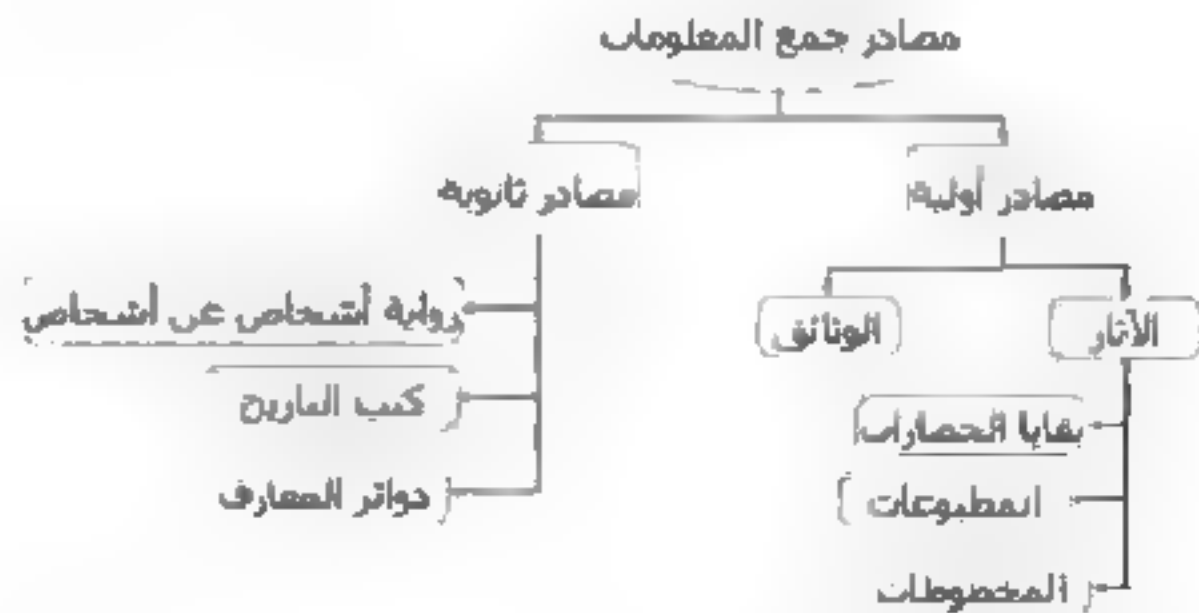 مصادر جمع المعلومات
مصادر أولية
مصادر ثانوية
الآثار
الوثائق
بقايا الحضارات
المطبوعات
المخطوطات
رواية أشخاص عن أشخاص
كتب التاريخ
دوائر المعارف